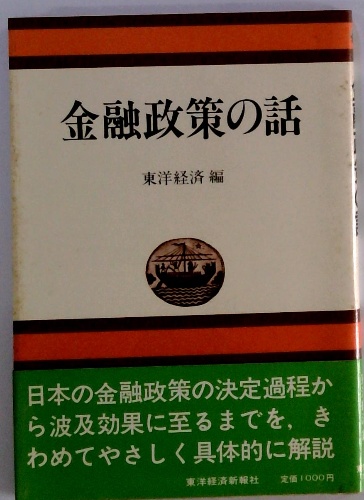 金融政策の話
東洋経済 編
日本の金融政策の決定過程か
ら波及効果に至るまでを，き
わめてやさしく具体的に解説
東洋経済新報社 定価1000円